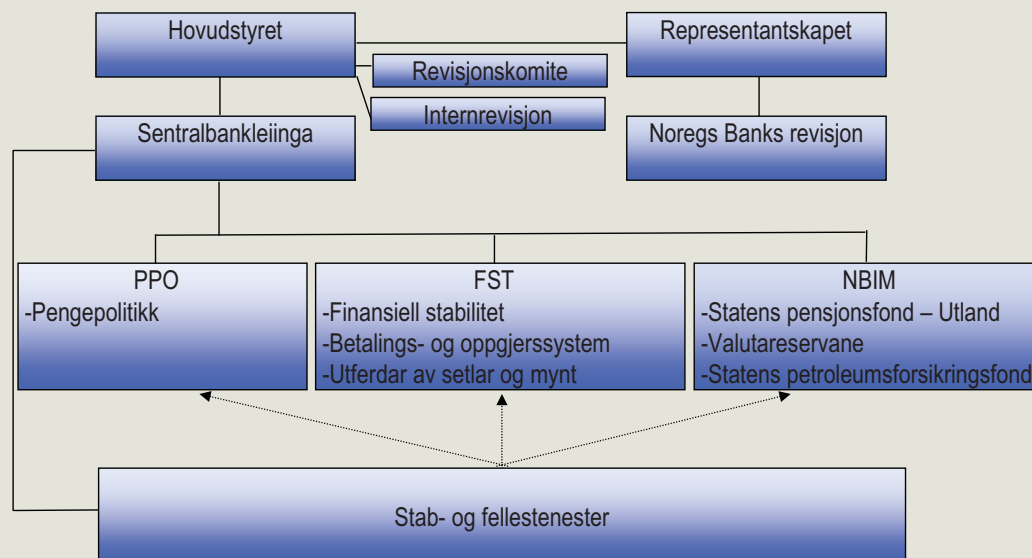 Hovudstyret
Representantskapet
Revisjonskomite
Internrevisjon
Sentralbankleiinga
Noregs Banks revisjon
PPO
-Pengepolitikk
FST
-Finansiell stabilitet
-Betalings- og oppgjerssystem
-Utferdar av setlar og mynt
NBIM
-Statens pensjonsfond – Utland
-Valutareservane
-Statens petroleumsforsikringsfond
Stab- og fellestenester